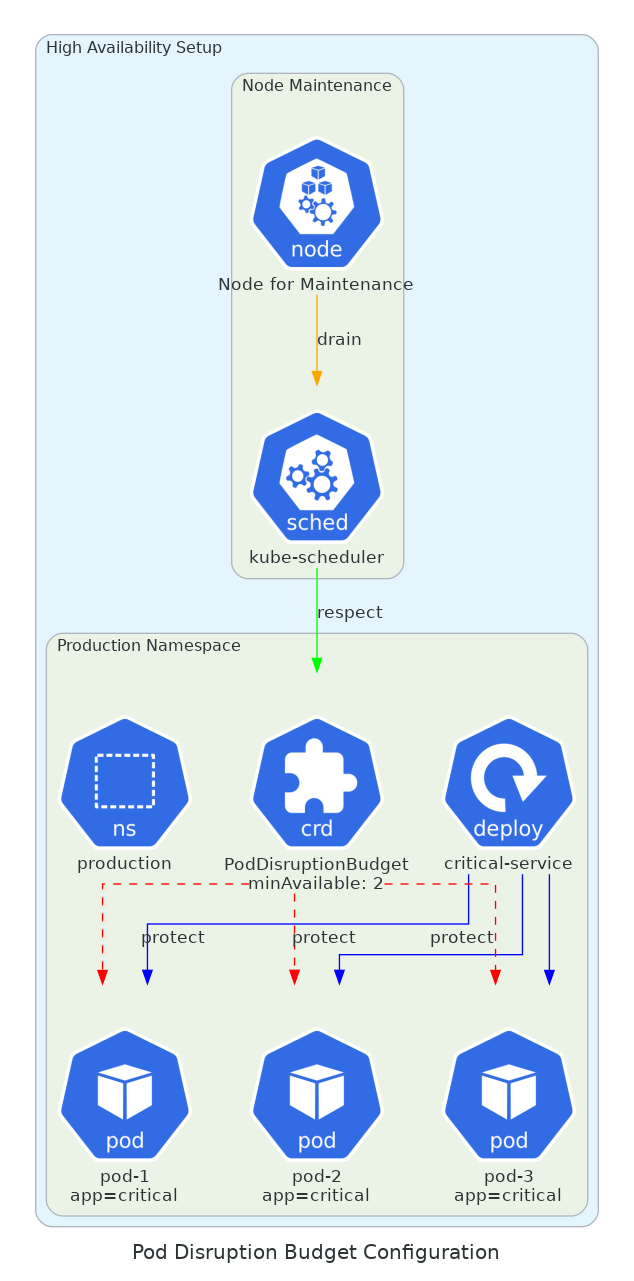 High Availability Setup
Node Maintenance
node
Node for Maintenance
drain
sched
kube-scheduler
respect
Production Namespace
ns
crd
deploy
production
PodDisruptionBudget
minAvailable: 2
critical-service
protect
protect
protect
pod
pod
pod
pod-1
app=critical
pod-2
app=critical
pod-3
app=critical
Pod Disruption Budget Configuration